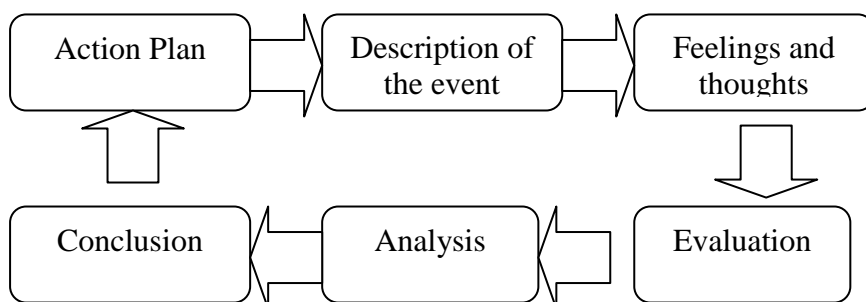 Action Plan
Description of
the event
Feelings and
thoughts
Evaluation
Analysis
Conclusion